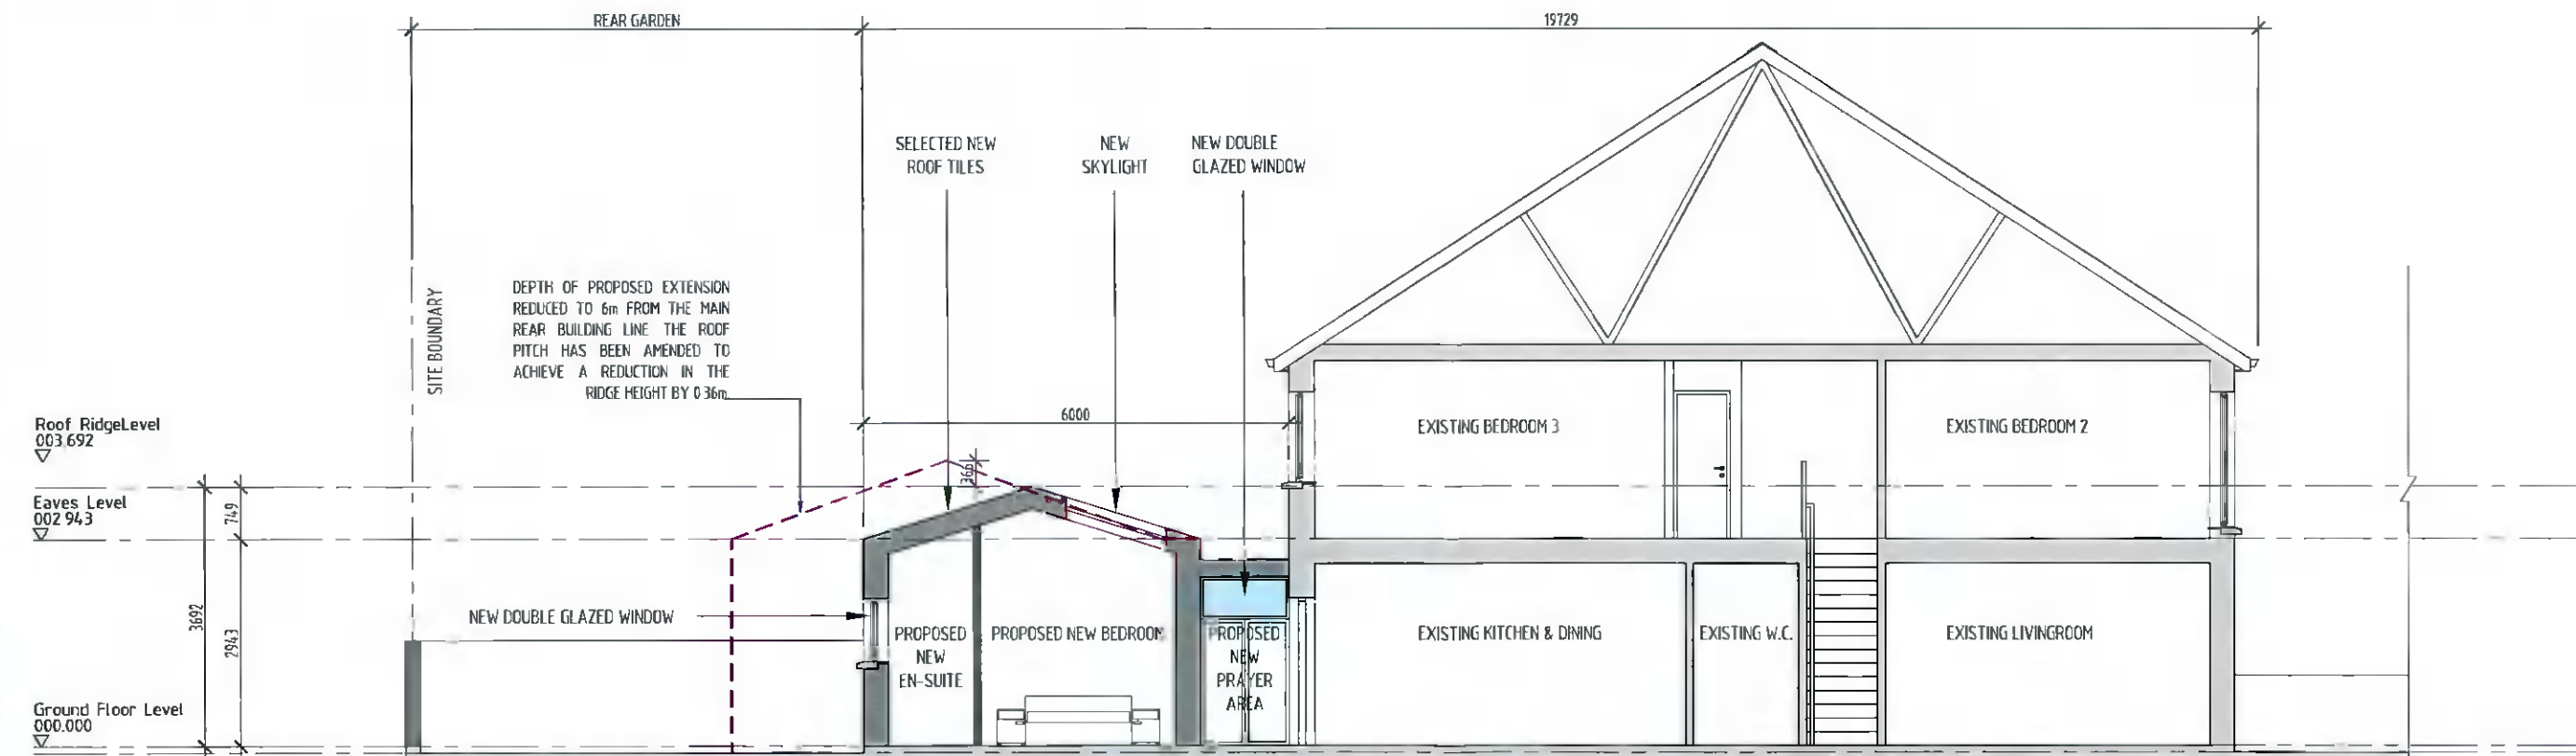 REAR GARDEN
19729
SELECTED NEW
ROOF TILES
NEW
SKYLIGHT
NEW DOUBLE
GLAZED WINDOW
SITE BOUNDARY
DEPTH OF PROPOSED EXTENSION
REDUCED TO 6m FROM THE MAIN
REAR BUILDING LINE THE ROOF
PITCH HAS BEEN AMENDED TO
ACHIEVE A REDUCTION IN THE
RIDGE HEIGHT BY 0 36m
6000
EXISTING BEDROOM 3
EXISTING BEDROOM 2
Roof RidgeLevel
003.692
366
Eaves Level
002 943
749
3692
2943
NEW DOUBLE GLAZED WINDOW
PROPOSED
NEW
EN-SUITE
PROPOSED NEW BEDROOM
PROPOSED
NEW
PRAYER
AREA
EXISTING KITCHEN & DINING
EXISTING W.C.
EXISTING LIVINGROOM
Ground Floor Level
000.000